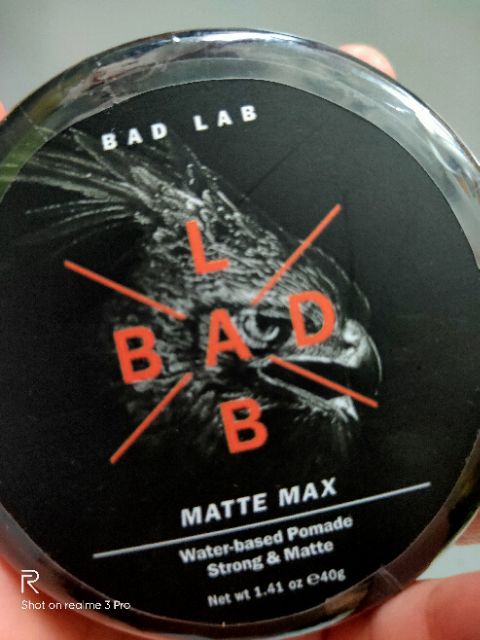 BAD LAB
L
BAD
B
MATTE MAX
Water-based Pomade
Strong & Matte
Net wt 1.41 oz ℮40g
R
Shot on realme 3 Pro